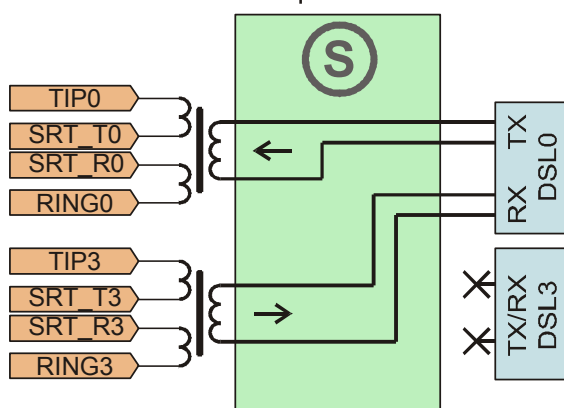 S
TIP0
SRT_T0
SRT_R0
RING0
TX
RX
DSL0
TIP3
SRT_T3
SRT_R3
RING3
TX/RX
DSL3